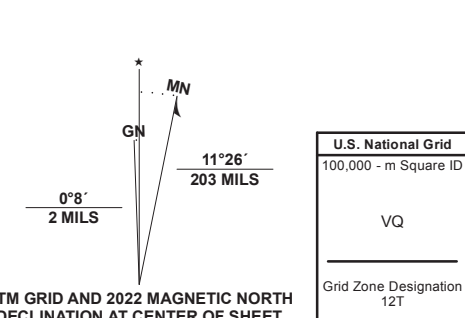 ★
MN
GN
11°26´
203 MILS
0°8´
2 MILS
TM GRID AND 2022 MAGNETIC NORTH
DECLINATION AT CENTER OF SHEET
U.S. National Grid
100,000 - m Square ID
VQ
Grid Zone Designation
12T